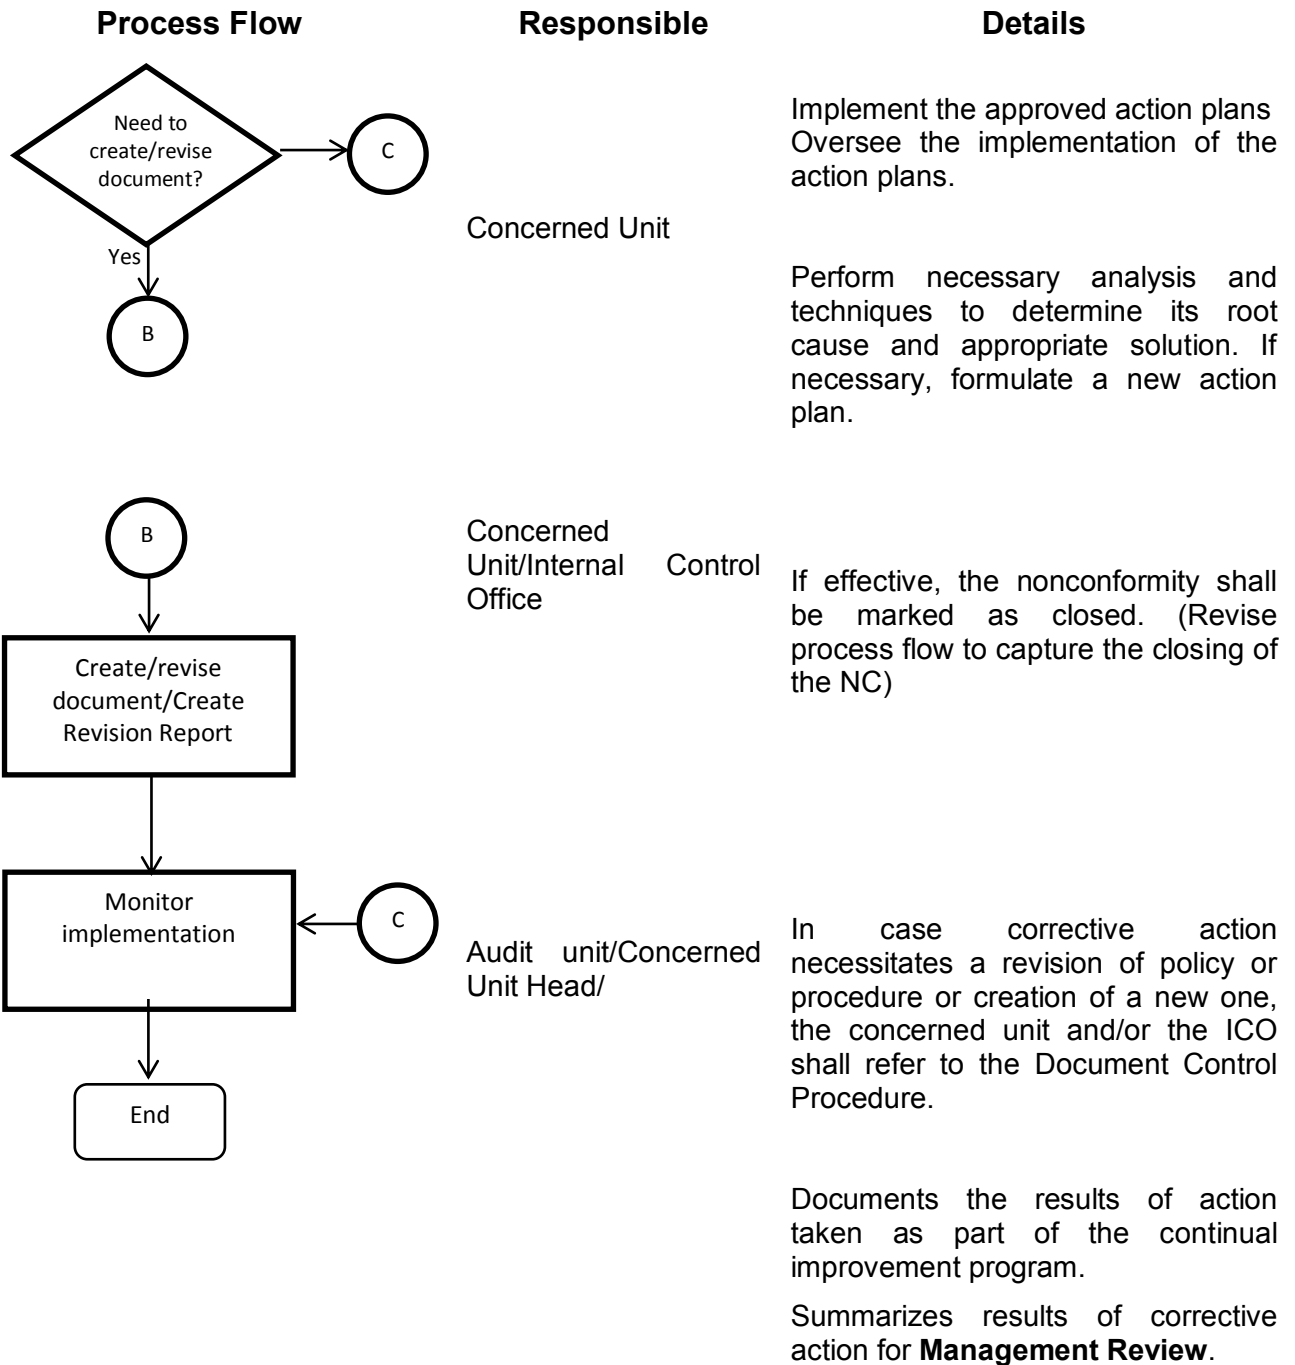 Process Flow Responsible Details
Need to
create/revise
document?
C
Yes
B
Concerned Unit
Implement the approved action plans
Oversee the implementation of the
action plans.
Perform necessary analysis and
techniques to determine its root
cause and appropriate solution. If
necessary, formulate a new action
plan.
B
Concerned
Unit/Internal Control
Office
If effective, the nonconformity shall
be marked as closed. (Revise
process flow to capture the closing of
the NC)
Create/revise
document/Create
Revision Report
Monitor
implementation
C
Audit unit/Concerned
Unit Head/
In case corrective action
necessitates a revision of policy or
procedure or creation of a new one,
the concerned unit and/or the ICO
shall refer to the Document Control
Procedure.
End
Documents the results of action
taken as part of the continual
improvement program.
Summarizes results of corrective
action for Management Review.